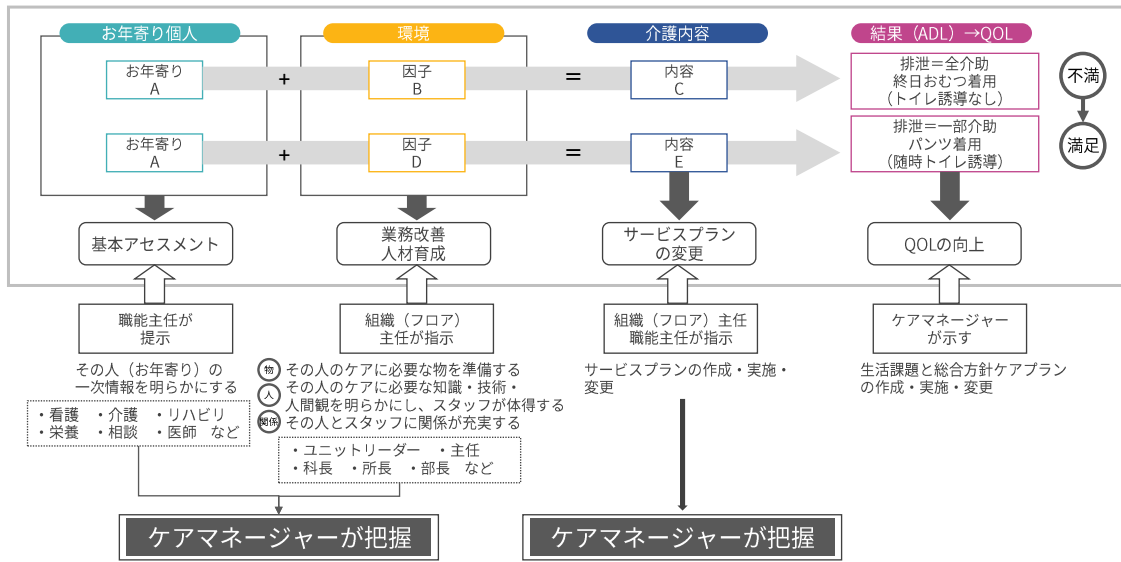 お年寄り個人
環境
介護内容
結果（ADL）→QOL
お年寄り
A
+
因子
B
=
内容
C
排泄＝全介助
終日おむつ着用
（トイレ誘導なし）
不満
お年寄り
A
+
因子
D
=
内容
E
排泄＝一部介助
パンツ着用
（随時トイレ誘導）
満足
基本アセスメント
業務改善
人材育成
サービスプラン
の変更
QOLの向上
職能主任が
提示
組織（フロア）
主任が指示
組織（フロア）主任
職能主任が指示
ケアマネージャー
が示す
その人（お年寄り）の
一次情報を明らかにする
・看護　・介護　・リハビリ
・栄養　・相談　・医師　など
物 その人のケアに必要な物を準備する
人 その人のケアに必要な知識・技術・
人間観を明らかにし、スタッフが体得する
関係 その人とスタッフに関係が充実する
・ユニットリーダー　・主任
・科長　・所長　・部長　など
サービスプランの作成・実施・
変更
生活課題と総合方針ケアプラン
の作成・実施・変更
ケアマネージャーが把握
ケアマネージャーが把握